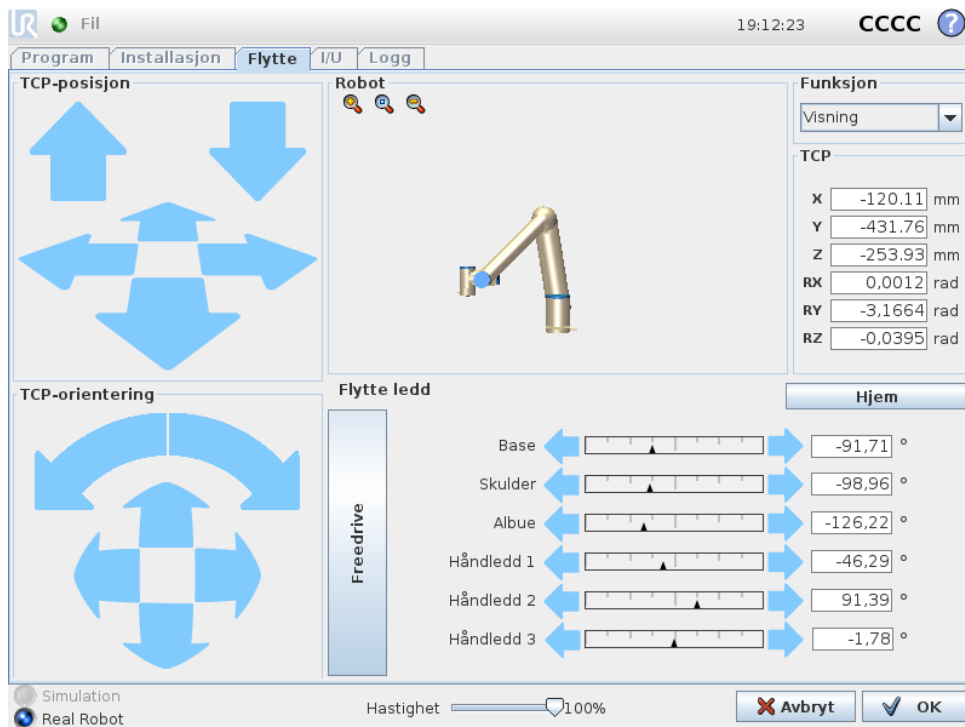 UR Fil 19:12:23 CCCC ?
Program Installasjon Flytte I/U Logg
TCP-posisjon
Robot
Funksjon
Visning
TCP
X -120.11 mm
Y -431.76 mm
Z -253.93 mm
RX 0,0012 rad
RY -3,1664 rad
RZ -0,0395 rad
TCP-orientering
Flytte ledd
Hjem
Freedrive
Base -91,71 °
Skulder -98,96 °
Albue -126,22 °
Håndledd 1 -46,29 °
Håndledd 2 91,39 °
Håndledd 3 -1,78 °
Simulation
Real Robot
Hastighet 100%
Avbryt OK